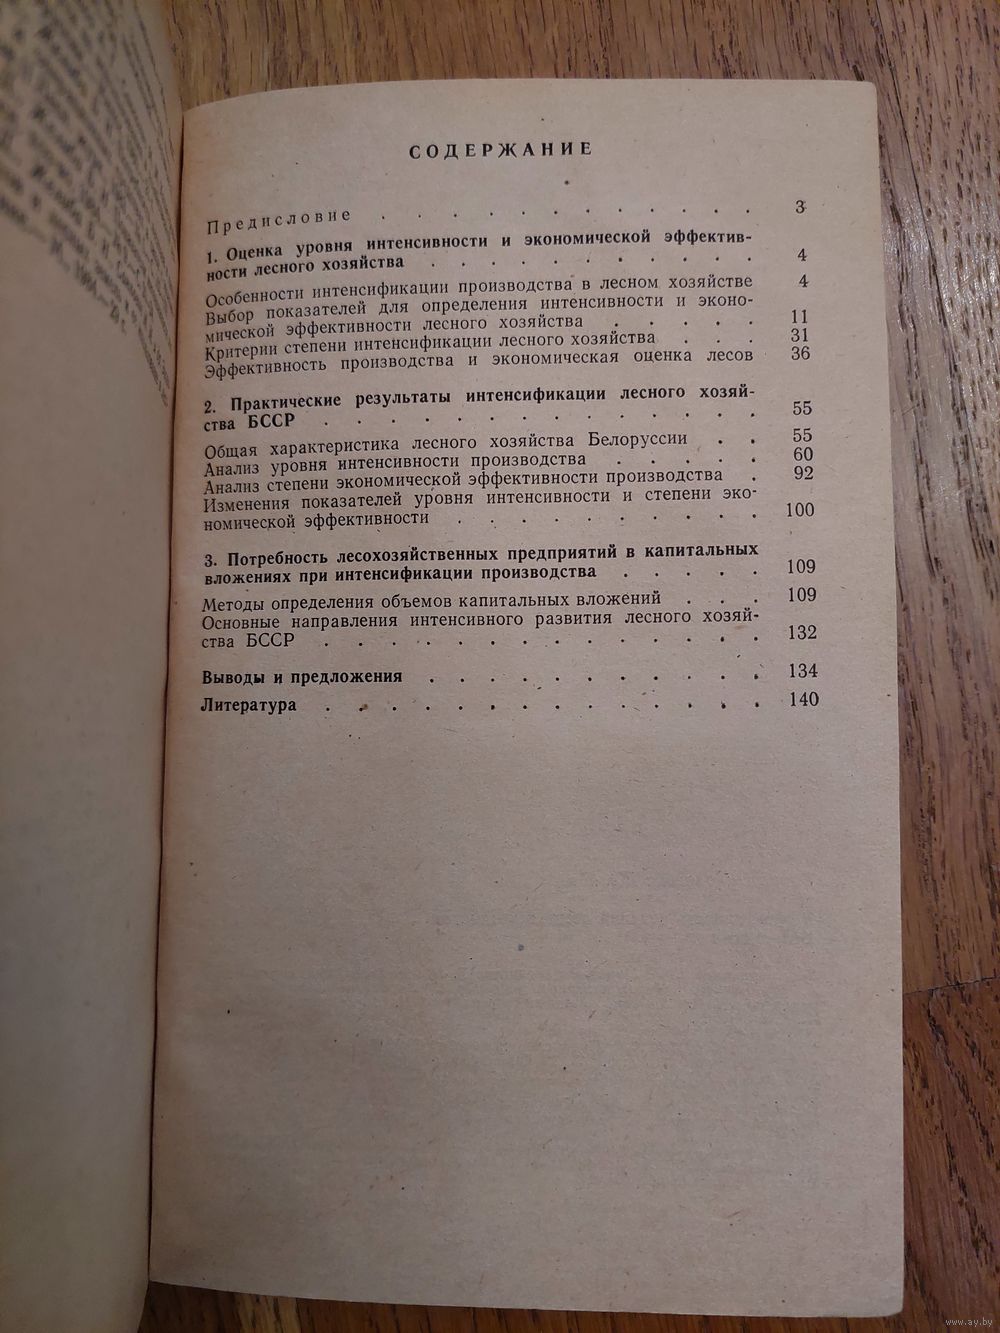 СОДЕРЖАНИЕ
Предисловие . . . . . . . . . . . 3
1. Оценка уровня интенсивности и экономической эффектив-
ности лесного хозяйства . . . . . . . . . . 4
Особенности интенсификации производства в лесном хозяйстве 4
Выбор показателей для определения интенсивности и эконо-
мической эффективности лесного хозяйства . . . . . 11
Критерии степени интенсификации лесного хозяйства . . . 31
Эффективность производства и экономическая оценка лесов 36
2. Практические результаты интенсификации лесного хозяй-
ства БССР . . . . . . . . . . . . . 55
Общая характеристика лесного хозяйства Белоруссии . . 55
Анализ уровня интенсивности производства . . . . . 60
Анализ степени экономической эффективности производства . 92
Изменения показателей уровня интенсивности и степени эко-
номической эффективности . . . . . . . . . 100
3. Потребность лесохозяйственных предприятий в капитальных
вложениях при интенсификации производства . . . . . 109
Методы определения объемов капитальных вложений . . . 109
Основные направления интенсивного развития лесного хозяй-
ства БССР . . . . . . . . . . . . . . 132
Выводы и предложения . . . . . . . . . . . 134
Литература . . . . . . . . . . . . . . 140
www.ay.by